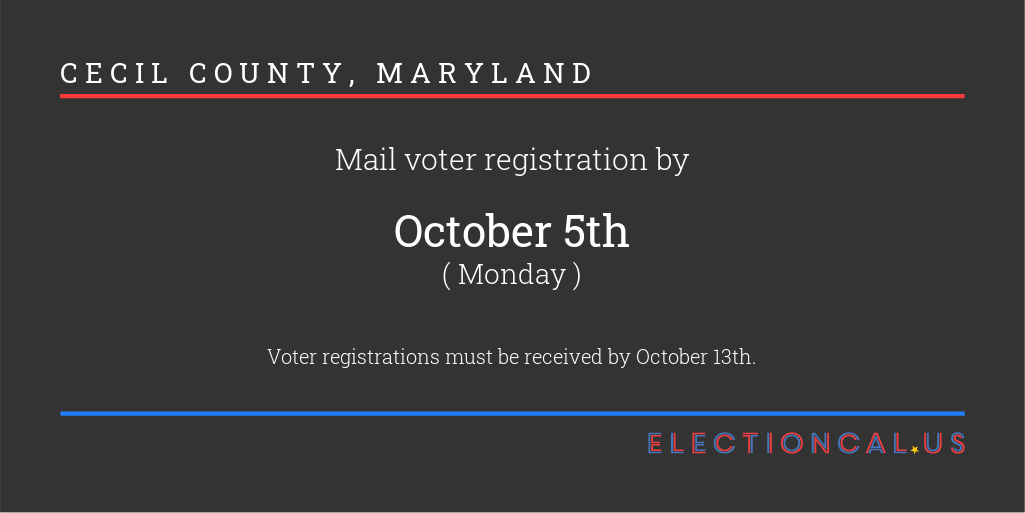 CECIL COUNTY, MARYLAND
Mail voter registration by
October 5th
( Monday )
Voter registrations must be received by October 13th.
ELECTIONCAL.US